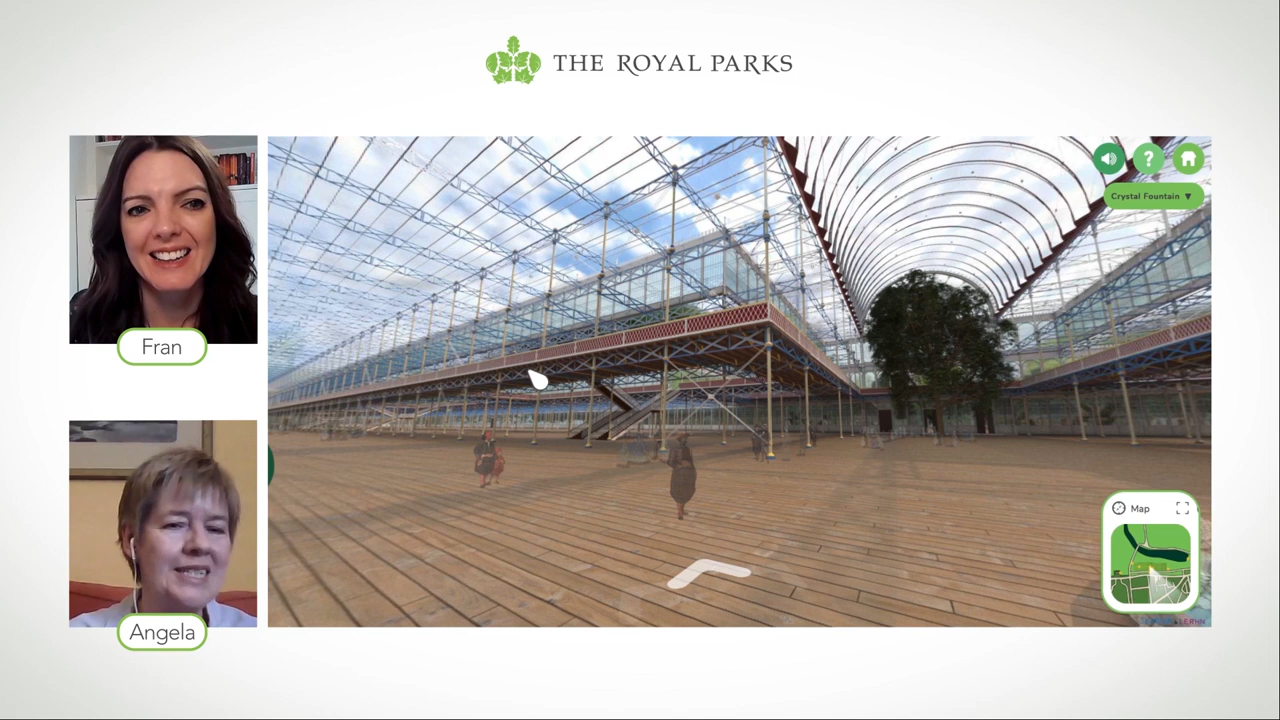 THE ROYAL PARKS
Fran
?
Crystal Fountain ▼
Map
Angela